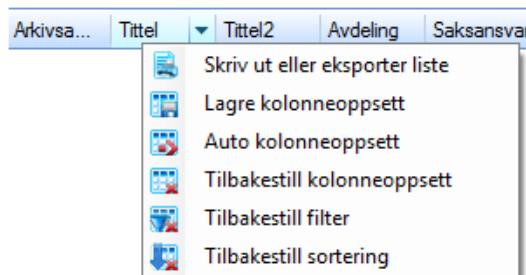 Arkivsa... Tittel Tittel2 Avdeling Saksansva
Skriv ut eller eksporter liste
Lagre kolonneoppsett
Auto kolonneoppsett
Tilbakestill kolonneoppsett
Tilbakestill filter
Tilbakestill sortering